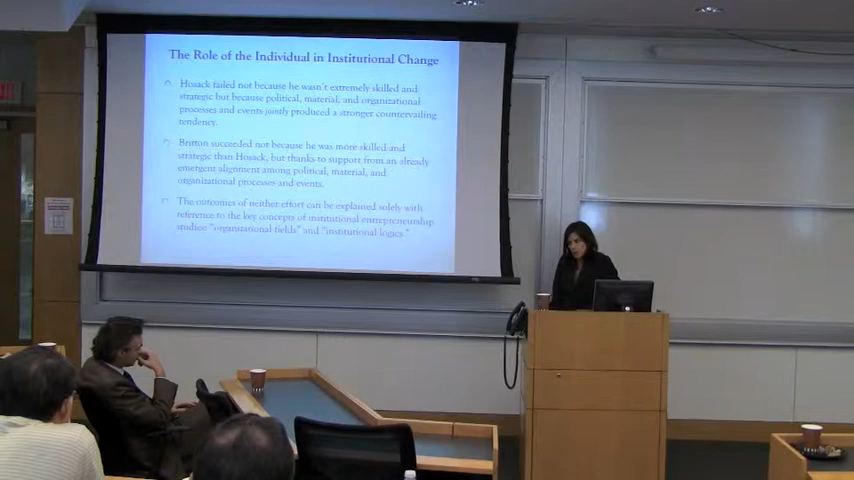 The Role of the Individual in Institutional Change
Hosack failed not because he wasn't extremely skilled and
strategic but because political, material, and organizational
processes and events jointly produced a stronger countervailing
tendency.
Britton succeeded not because he was more skilled and
strategic than Hosack, but thanks to support from an already
emergent alignment among political, material, and
organizational processes and events.
The outcomes of neither effort can be explained solely with
reference to the key concepts of institutional entrepreneurship
studies: "organizational fields" and "institutional logics."